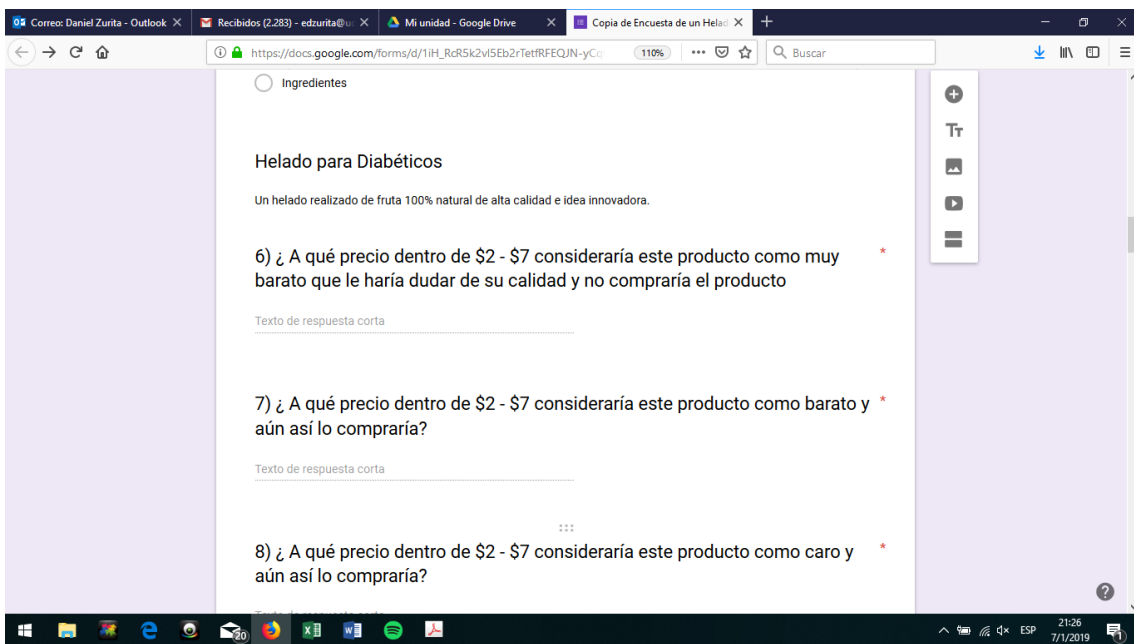 Correo: Daniel Zurita - Outlook
Recibidos (2.283) - edzurita@u
Mi unidad - Google Drive
Copia de Encuesta de un Helad
https://docs.google.com/forms/d/1iH_RcR5k2vl5Eb2rTetfRFEQJN-yCq
110%
Buscar
Ingredientes
Helado para Diabéticos
Un helado realizado de fruta 100% natural de alta calidad e idea innovadora.
6) ¿ A qué precio dentro de $2 - $7 consideraría este producto como muy *
barato que le haría dudar de su calidad y no compraría el producto
Texto de respuesta corta
7) ¿ A qué precio dentro de $2 - $7 consideraría este producto como barato y *
aún así lo compraría?
Texto de respuesta corta
8) ¿ A qué precio dentro de $2 - $7 consideraría este producto como caro y *
aún así lo compraría?
Texto de respuesta corta
20
ESP
21:26
7/1/2019